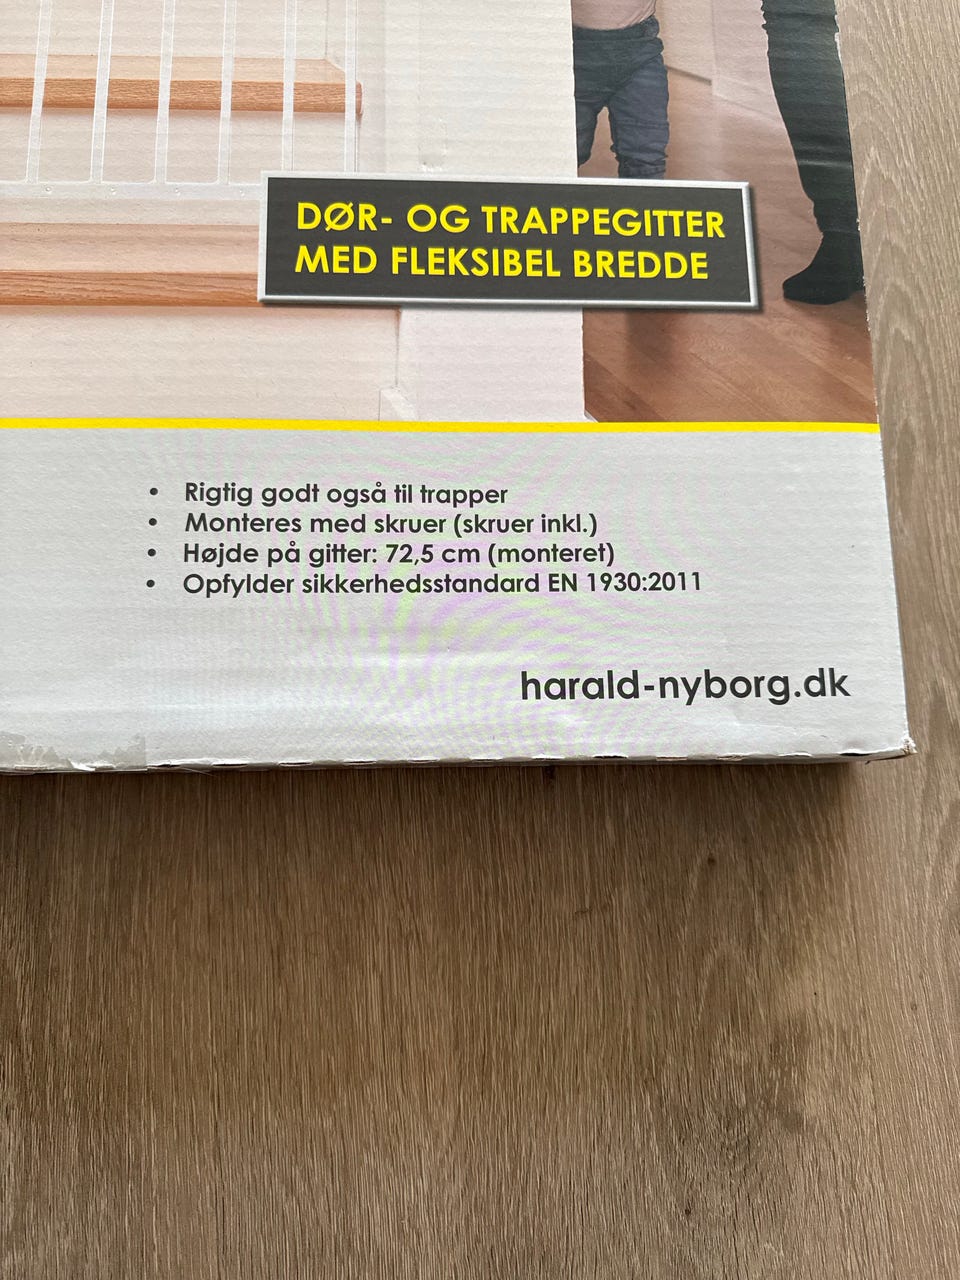 DØR- OG TRAPPEGITTER
MED FLEKSIBEL BREDDE
• Rigtig godt også til trapper
• Monteres med skruer (skruer inkl.)
• Højde på gitter: 72,5 cm (monteret)
• Opfylder sikkerhedsstandard EN 1930:2011
harald-nyborg.dk